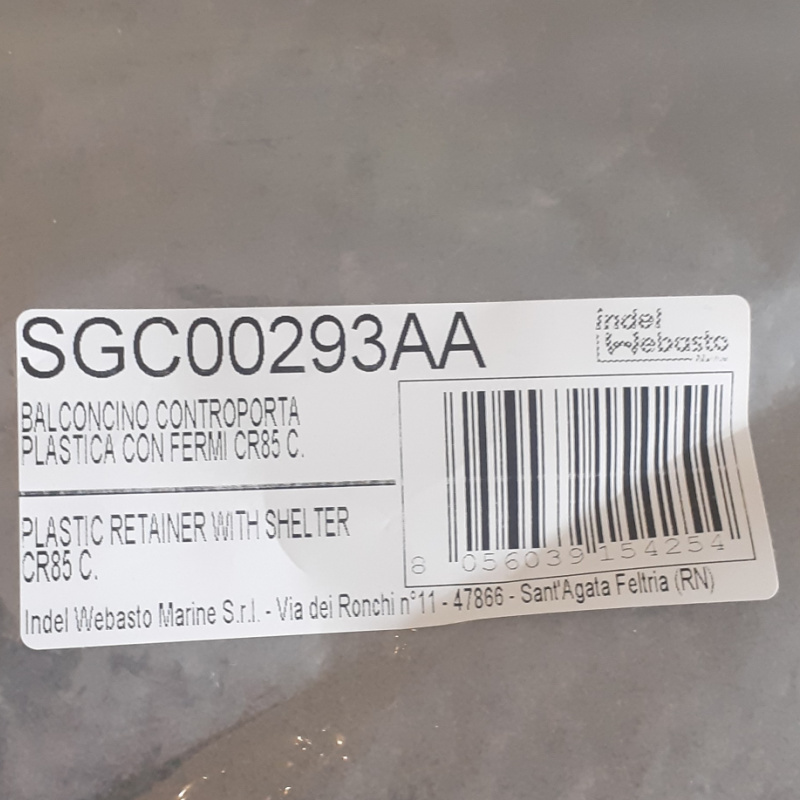 SGC00293AA
indel
Webasto
Marine
BALCONCINO CONTROPORTA
PLASTICA CON FERMI CR85 C.
PLASTIC RETAINER WITH SHELTER
CR85 C.
8 056039 154254
Indel Webasto Marine S.r.l. - Via dei Ronchi n°11 - 47866 - Sant'Agata Feltria (RN)